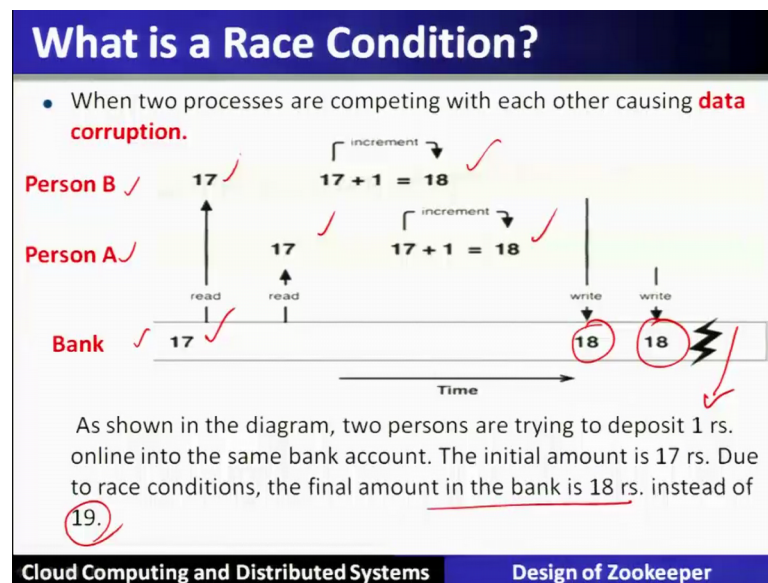 What is a Race Condition?
• When two processes are competing with each other causing data
corruption.
increment
Person B 17 17 + 1 = 18
increment
Person A 17 17 + 1 = 18
read read write write
Bank 17 18 18
Time
As shown in the diagram, two persons are trying to deposit 1 rs.
online into the same bank account. The initial amount is 17 rs. Due
to race conditions, the final amount in the bank is 18 rs. instead of
19.
Cloud Computing and Distributed Systems Design of Zookeeper